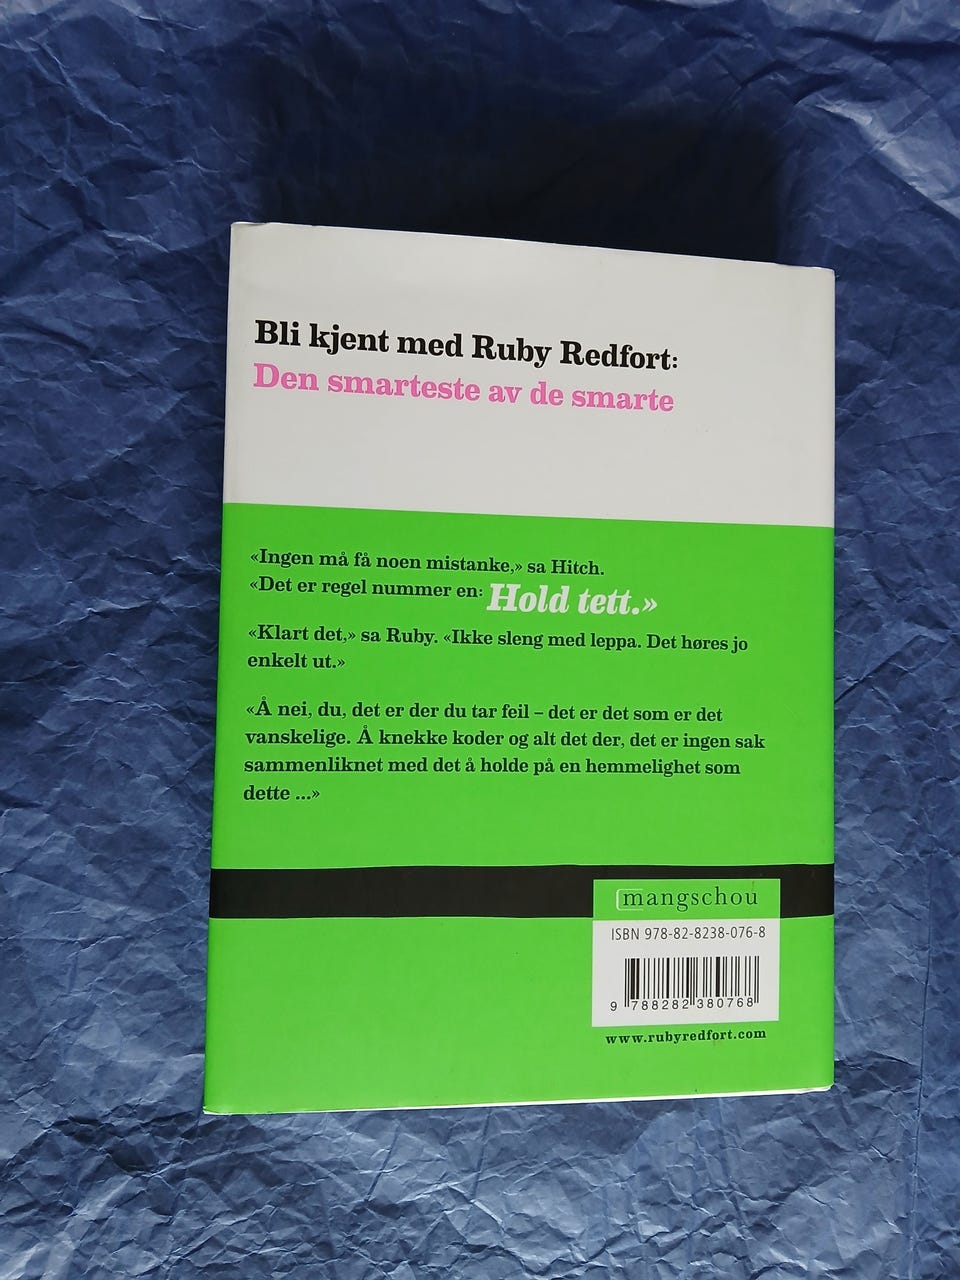 Bli kjent med Ruby Redfort:
Den smarteste av de smarte
«Ingen må få noen mistanke,» sa Hitch.
«Det er regel nummer en: Hold tett.»
«Klart det,» sa Ruby. «Ikke sleng med leppa. Det høres jo
enkelt ut.»
«Å nei, du, det er der du tar feil – det er det som er det
vanskelige. Å knekke koder og alt det der, det er ingen sak
sammenliknet med det å holde på en hemmelighet som
dette ...»
mangschou
ISBN 978-82-8238-076-8
9 788282 380768
www.rubyredfort.com